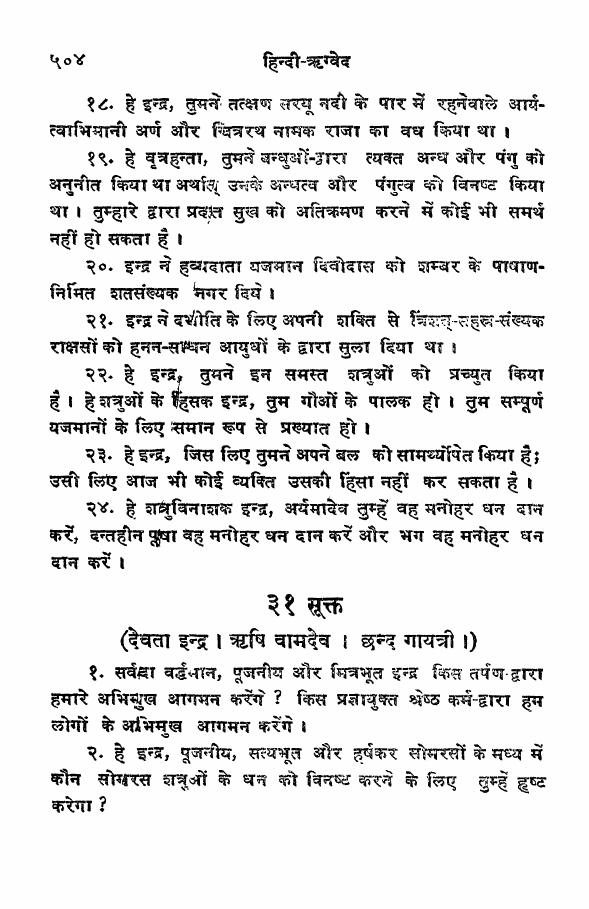 ५०४ हिन्दी-ऋग्वेद
१८. हे इन्द्र, तुमनें तत्क्षण सरयू नदी के पार में रहनेवाले आर्य-
त्वाभिमानी अर्ण और चित्ररथ नामक राजा का वध किया था ।
१९. हे वृत्रहन्ता, तुमने बन्धुओं-द्वारा त्यक्त अन्ध और पंगु को
अनुनीत किया था अर्थात् उनके अन्धत्व और पंगुत्व को विनष्ट किया
था । तुम्हारे द्वारा प्रदत्त सुख को अतिक्रमण करने में कोई भी समर्थ
नहीं हो सकता है ।
२०. इन्द्र ने हव्यदाता यजमान दिवोदास को शम्बर के पाषाण-
निर्मित शतसंख्यक नगर दिये ।
२१. इन्द्र ने दभीति के लिए अपनी शक्ति से त्रिंशत्-सहस्र-संख्यक
राक्षसों को हनन-साधन आयुधों के द्वारा सुला दिया था ।
२२. हे इन्द्र, तुमने इन समस्त शत्रुओं को प्रच्युत किया
है । हे शत्रुओं के हिंसक इन्द्र, तुम गौओं के पालक हो । तुम सम्पूर्ण
यजमानों के लिए समान रूप से प्रख्यात हो ।
२३. हे इन्द्र, जिस लिए तुमने अपने बल को सामर्थ्योपेत किया है;
उसी लिए आज भी कोई व्यक्ति उसकी हिंसा नहीं कर सकता है ।
२४. हे शत्रुविनाशक इन्द्र, अर्यमादेव तुम्हें वह मनोहर धन दान
करें, दन्तहीन पूषा वह मनोहर धन दान करें और भग वह मनोहर धन
दान करें ।
३१ सूक्त
(देवता इन्द्र । ऋषि वामदेव । छन्द गायत्री ।)
१. सर्वदा वर्द्धमान, पूजनीय और मित्रभूत इन्द्र किस तर्पण-द्वारा
हमारे अभिमुख आगमन करेंगे ? किस प्रज्ञायुक्त श्रेष्ठ कर्म-द्वारा हम
लोगों के अभिमुख आगमन करेंगे ।
२. हे इन्द्र, पूजनीय, सत्यभूत और हर्षकर सोमरसों के मध्य में
कौन सोमरस शत्रुओं के धन को विनष्ट करने के लिए तुम्हें हृष्ट
करेगा ?